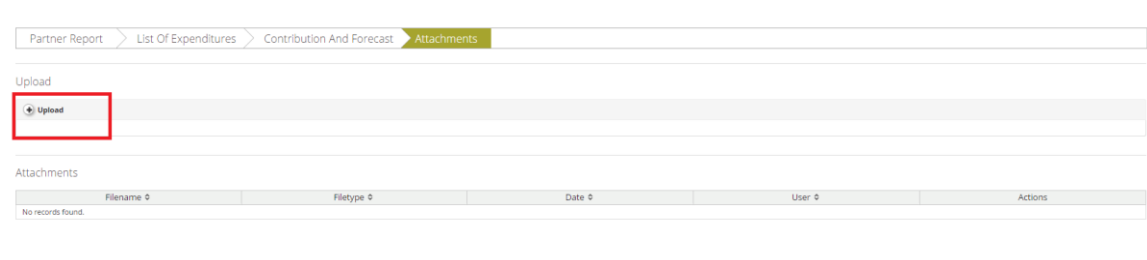 Partner Report List Of Expenditures Contribution And Forecast Attachments
Upload
Upload
Attachments
Filename Filetype Date User Actions
No records found.